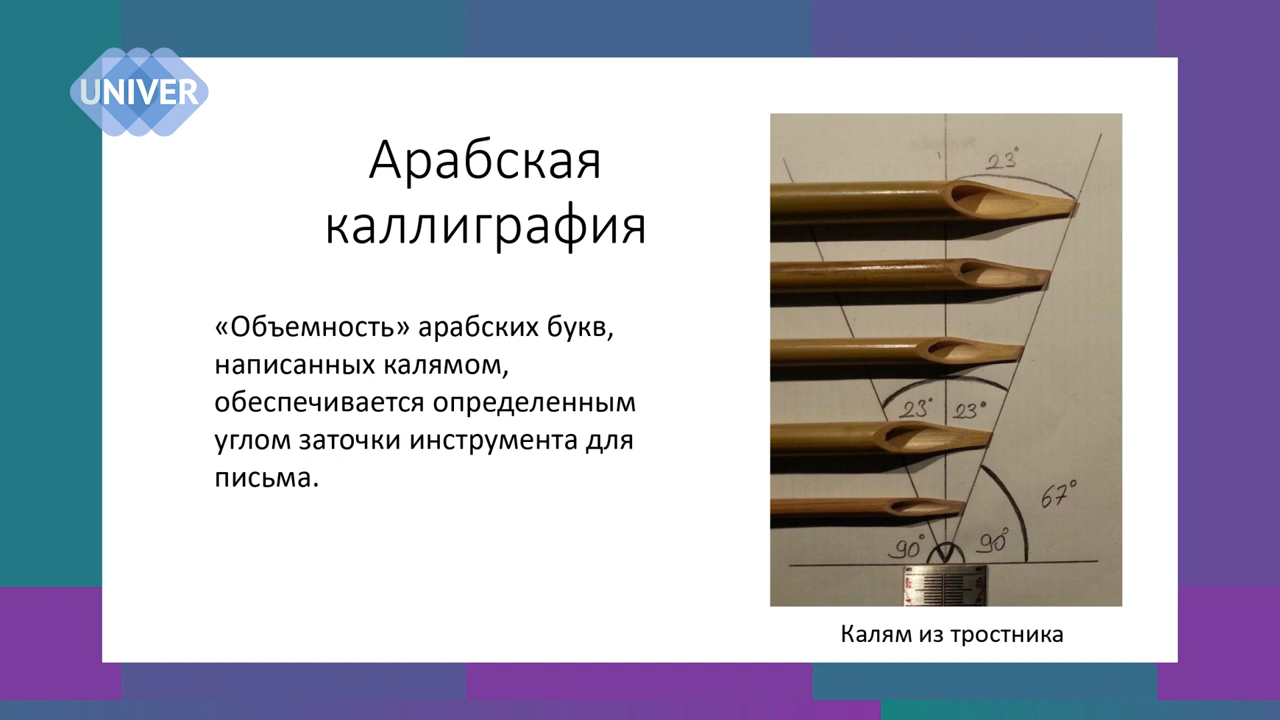 UNIVER
Арабская
каллиграфия
«Объемность» арабских букв,
написанных калямом,
обеспечивается определенным
углом заточки инструмента для
письма.
23°
23° 23°
67°
90° 90°
Калям из тростника